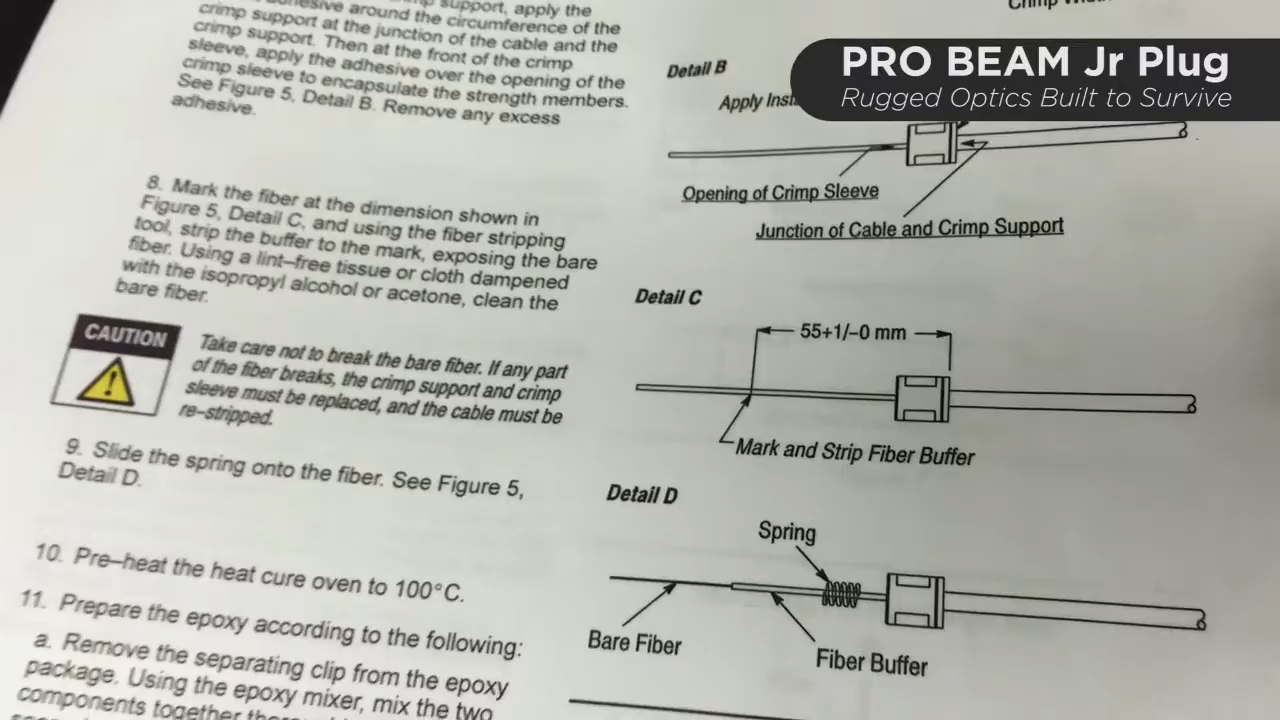 support, apply the
adhesive around the circumference of the
crimp support at the junction of the cable and the
crimp support. Then at the front of the crimp
sleeve, apply the adhesive over the opening of the
crimp sleeve to encapsulate the strength members.
See Figure 5, Detail B. Remove any excess
adhesive.
8. Mark the fiber at the dimension shown in
Figure 5, Detail C, and using the fiber stripping
tool, strip the buffer to the mark, exposing the bare
fiber. Using a lint–free tissue or cloth dampened
with the isopropyl alcohol or acetone, clean the
bare fiber.
CAUTION
Take care not to break the bare fiber. If any part
of the fiber breaks, the crimp support and crimp
sleeve must be replaced, and the cable must be
re–stripped.
9. Slide the spring onto the fiber. See Figure 5,
Detail D.
10. Pre–heat the heat cure oven to 100°C.
11. Prepare the epoxy according to the following:
a. Remove the separating clip from the epoxy
package. Using the epoxy mixer, mix the two
components together
Crimp
PRO BEAM Jr Plug
Rugged Optics Built to Survive
Detail B
Apply
Opening of Crimp Sleeve
Junction of Cable and Crimp Support
Detail C
55+1/–0 mm
Mark and Strip Fiber Buffer
Detail D
Spring
Bare Fiber
Fiber Buffer